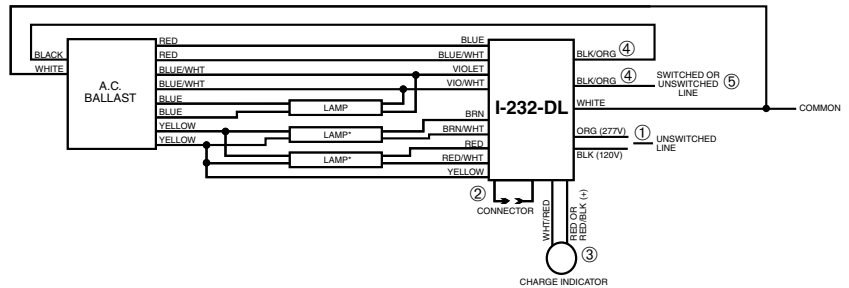 RED BLUE
BLACK RED BLUE/WHT BLK/ORG ④
WHITE BLUE/WHT VIOLET
A.C.
BALLAST
BLUE/WHT VIO/WHT BLK/ORG ④ SWITCHED OR
UNSWITCHED
LINE ⑤
BLUE LAMP I-232-DL WHITE COMMON
BLUE BRN
YELLOW LAMP* BRN/WHT ORG (277V) ① UNSWITCHED
LINE
YELLOW RED BLK (120V)
LAMP* RED/WHT
YELLOW
② CONNECTOR
WHT/RED
RED OR
RED/BLK (+)
③
CHARGE INDICATOR